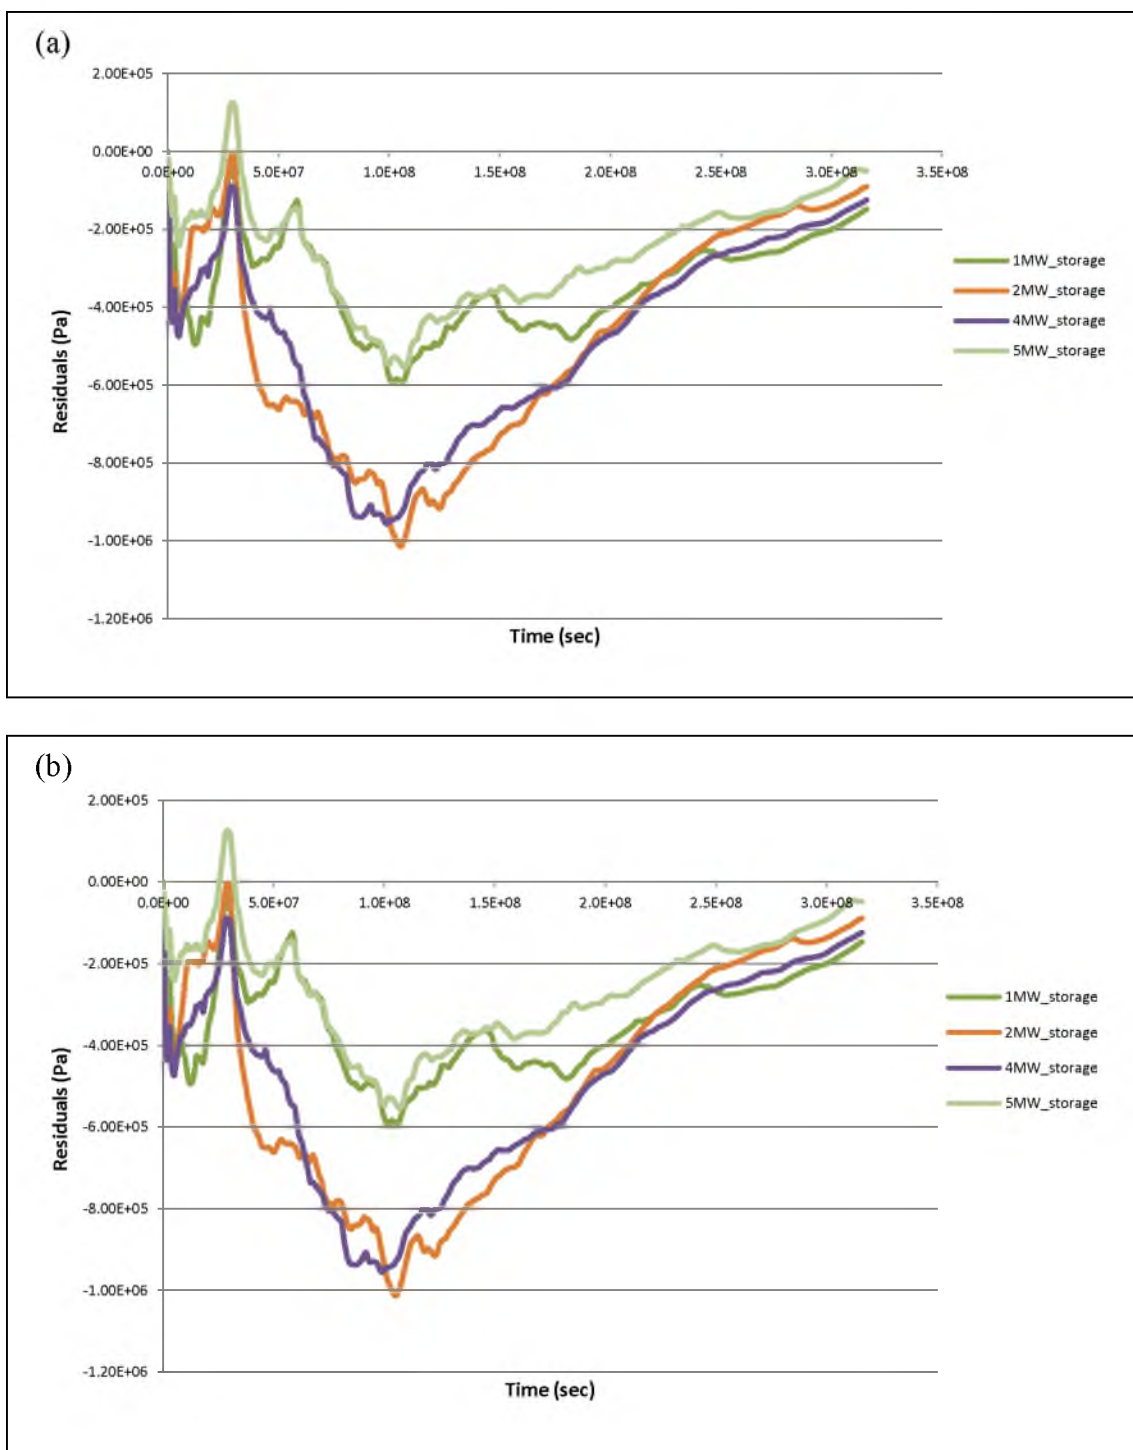 (a)
2.00E+05
0.00E+00
0.0E+00 5.0E+07 1.0E+08 1.5E+08 2.0E+08 2.5E+08 3.0E+08 3.5E+08
-2.00E+05
-4.00E+05
-6.00E+05
-8.00E+05
-1.00E+06
-1.20E+06
Residuals (Pa)
Time (sec)
1MW_storage
2MW_storage
4MW_storage
5MW_storage
(b)
2.00E+05
0.00E+00
0.0E+00 5.0E+07 1.0E+08 1.5E+08 2.0E+08 2.5E+08 3.0E+08 3.5E+08
-2.00E+05
-4.00E+05
-6.00E+05
-8.00E+05
-1.00E+06
-1.20E+06
Residuals (Pa)
Time (sec)
1MW_storage
2MW_storage
4MW_storage
5MW_storage